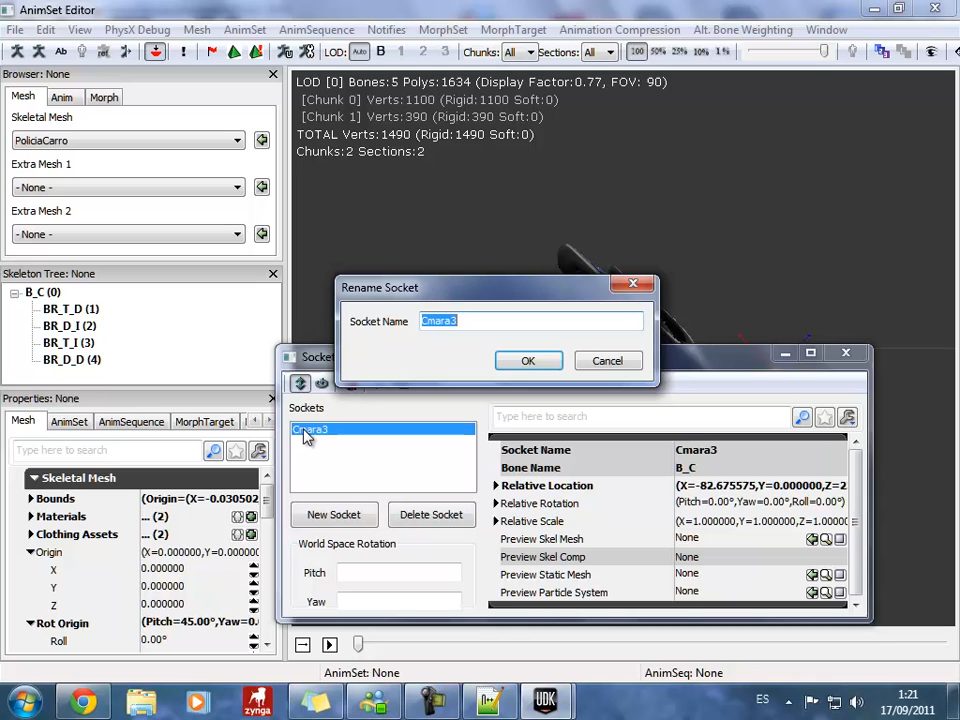 AnimSet Editor
File Edit View PhysX Debug Mesh AnimSet AnimSequence Notifies MorphSet MorphTarget Animation Compression Alt. Bone Weighting Window
Ab LOD: Auto B 1 2 3 Chunks: All Sections: All 100 50% 25% 10% 1%
Browser: None
Mesh Anim Morph
Skeletal Mesh
PoliciaCarro
Extra Mesh 1
- None -
Extra Mesh 2
- None -
LOD [0] Bones:5 Polys:1634 (Display Factor:0.77, FOV: 90)
[Chunk 0] Verts:1100 (Rigid:1100 Soft:0)
[Chunk 1] Verts:390 (Rigid:390 Soft:0)
TOTAL Verts:1490 (Rigid:1490 Soft:0)
Chunks:2 Sections:2
Skeleton Tree: None
B_C (0)
BR_T_D (1)
BR_D_I (2)
BR_T_I (3)
BR_D_D (4)
Rename Socket
Socket Name Cmara3
OK Cancel
Properties: None
Mesh AnimSet AnimSequence MorphTarget
Type here to search
Skeletal Mesh
Bounds (Origin=(X=-0.030502
Materials ... (2)
Clothing Assets ... (2)
Origin (X=0.000000,Y=0.0000
X 0.000000
Y 0.000000
Z 0.000000
Rot Origin (Pitch=45.00°,Yaw=0.
Roll 0.00°
Socket
Sockets
Cmara3
New Socket Delete Socket
World Space Rotation
Pitch
Yaw
Type here to search
Socket Name Cmara3
Bone Name B_C
Relative Location (X=-82.675575,Y=0.000000,Z=2
Relative Rotation (Pitch=0.00°,Yaw=0.00°,Roll=0.00°)
Relative Scale (X=1.000000,Y=1.000000,Z=1.0000
Preview Skel Mesh None
Preview Skel Comp None
Preview Static Mesh None
Preview Particle System None
AnimSet: None AnimSeq: None
zynga UDK ES 1:21
17/09/2011